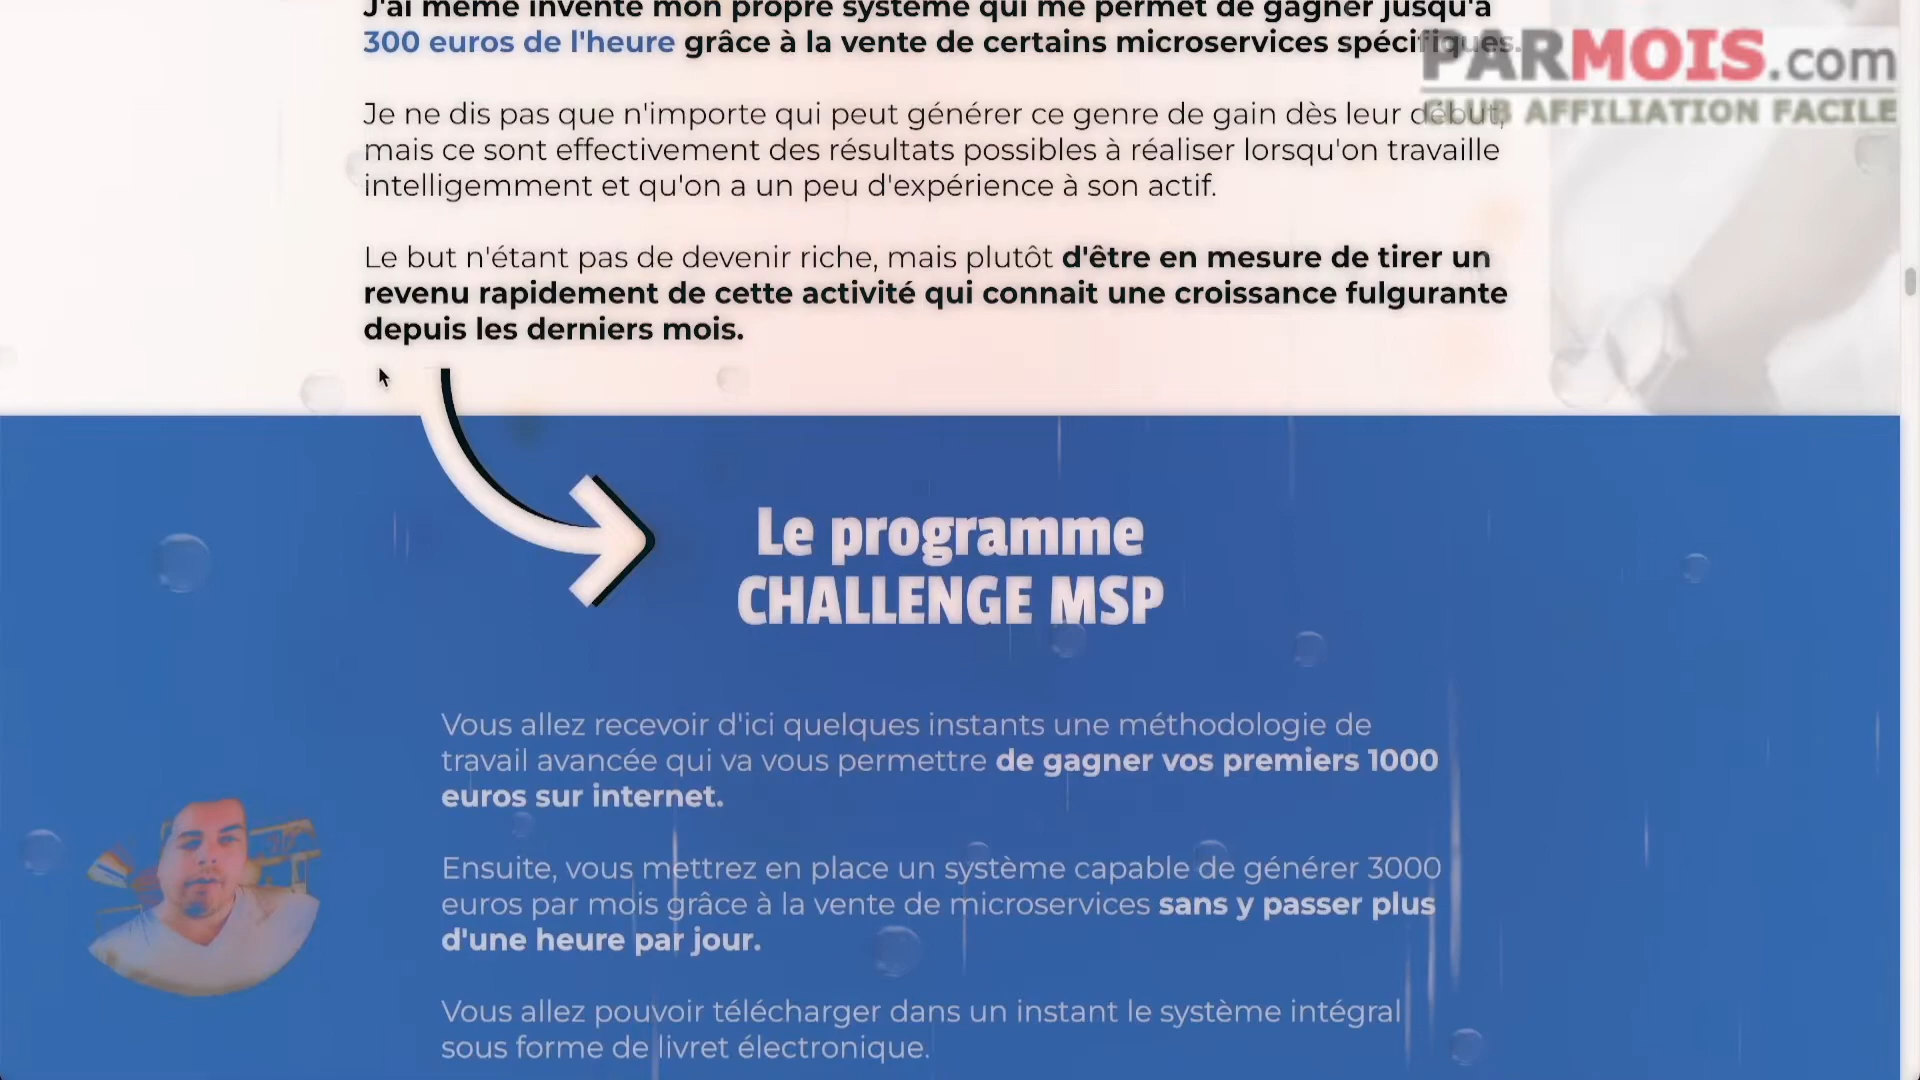 J'ai même inventé mon propre système qui me permet de gagner jusqu'à
300 euros de l'heure grâce à la vente de certains microservices spécifiques.
PARMOIS.com
CLUB AFFILIATION FACILE
Je ne dis pas que n'importe qui peut générer ce genre de gain dès leur début,
mais ce sont effectivement des résultats possibles à réaliser lorsqu'on travaille
intelligemment et qu'on a un peu d'expérience à son actif.
Le but n'étant pas de devenir riche, mais plutôt d'être en mesure de tirer un
revenu rapidement de cette activité qui connait une croissance fulgurante
depuis les derniers mois.
Le programme
CHALLENGE MSP
Vous allez recevoir d'ici quelques instants une méthodologie de
travail avancée qui va vous permettre de gagner vos premiers 1000
euros sur internet.
Ensuite, vous mettrez en place un système capable de générer 3000
euros par mois grâce à la vente de microservices sans y passer plus
d'une heure par jour.
Vous allez pouvoir télécharger dans un instant le système intégral
sous forme de livret électronique.